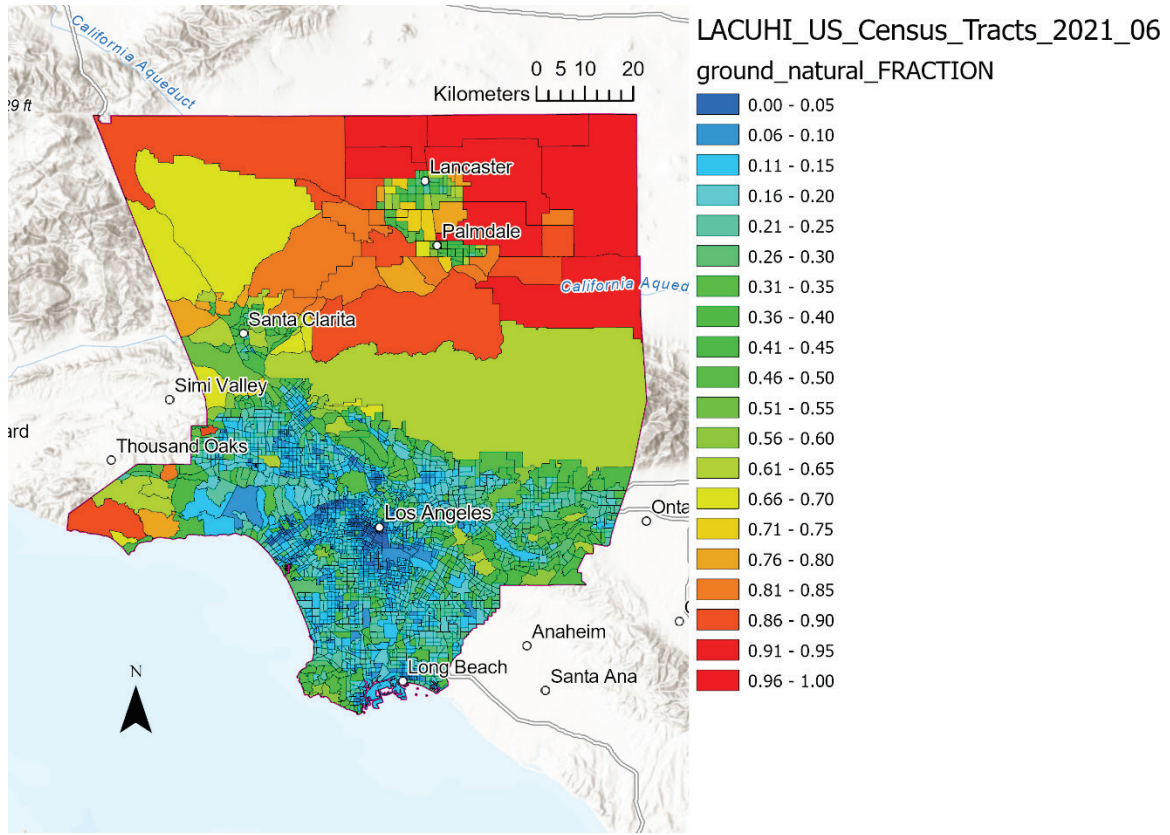 LACUHI_US_Census_Tracts_2021_06
ground_natural_FRACTION
0.00 - 0.05
0.06 - 0.10
0.11 - 0.15
0.16 - 0.20
0.21 - 0.25
0.26 - 0.30
0.31 - 0.35
0.36 - 0.40
0.41 - 0.45
0.46 - 0.50
0.51 - 0.55
0.56 - 0.60
0.61 - 0.65
0.66 - 0.70
0.71 - 0.75
0.76 - 0.80
0.81 - 0.85
0.86 - 0.90
0.91 - 0.95
0.96 - 1.00
California
Aqueduct
29 ft
0 5 10 20
Kilometers
Lancaster
Palmdale
California Aqued
Santa Clarita
Simi Valley
ard
Thousand Oaks
Los Angeles
Onta
Anaheim
Long Beach
Santa Ana
N